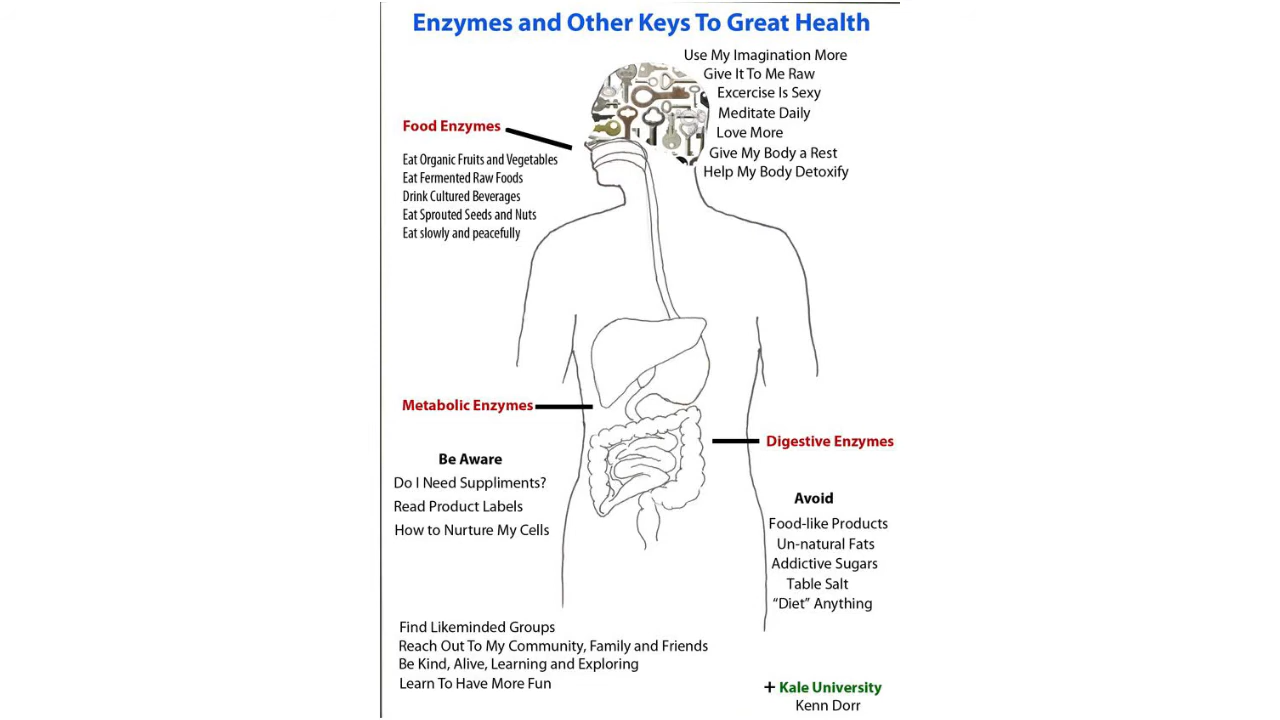 Enzymes and Other Keys To Great Health
Use My Imagination More
Give It To Me Raw
Excercise Is Sexy
Meditate Daily
Love More
Give My Body a Rest
Help My Body Detoxify
Food Enzymes
Eat Organic Fruits and Vegetables
Eat Fermented Raw Foods
Drink Cultured Beverages
Eat Sprouted Seeds and Nuts
Eat slowly and peacefully
Metabolic Enzymes
Digestive Enzymes
Be Aware
Do I Need Suppliments?
Read Product Labels
How to Nurture My Cells
Avoid
Food-like Products
Un-natural Fats
Addictive Sugars
Table Salt
“Diet” Anything
Find Likeminded Groups
Reach Out To My Community, Family and Friends
Be Kind, Alive, Learning and Exploring
Learn To Have More Fun
+ Kale University
Kenn Dorr